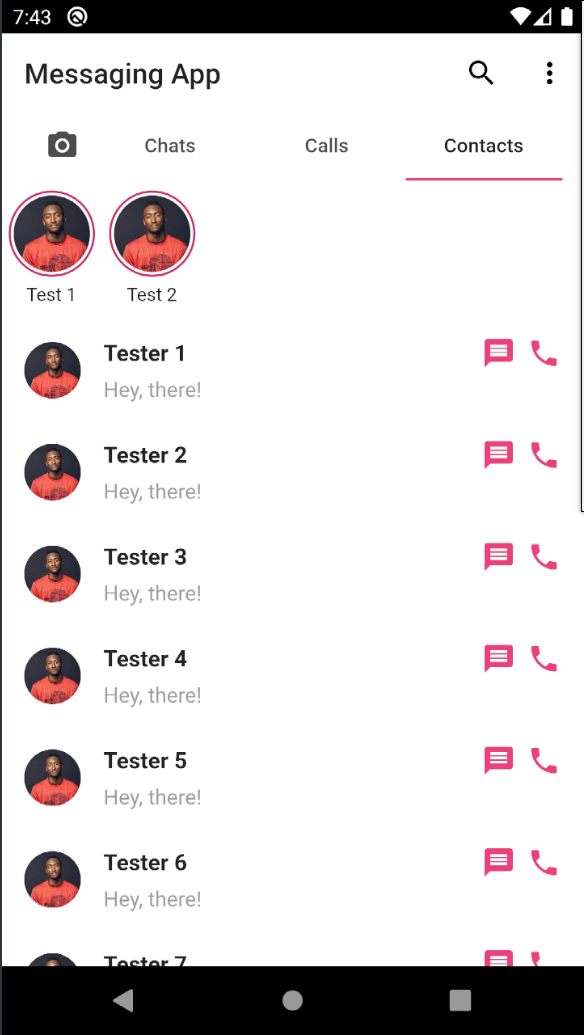 7:43
Messaging App
Chats Calls Contacts
Test 1 Test 2
Tester 1
Hey, there!
Tester 2
Hey, there!
Tester 3
Hey, there!
Tester 4
Hey, there!
Tester 5
Hey, there!
Tester 6
Hey, there!
Tester 7